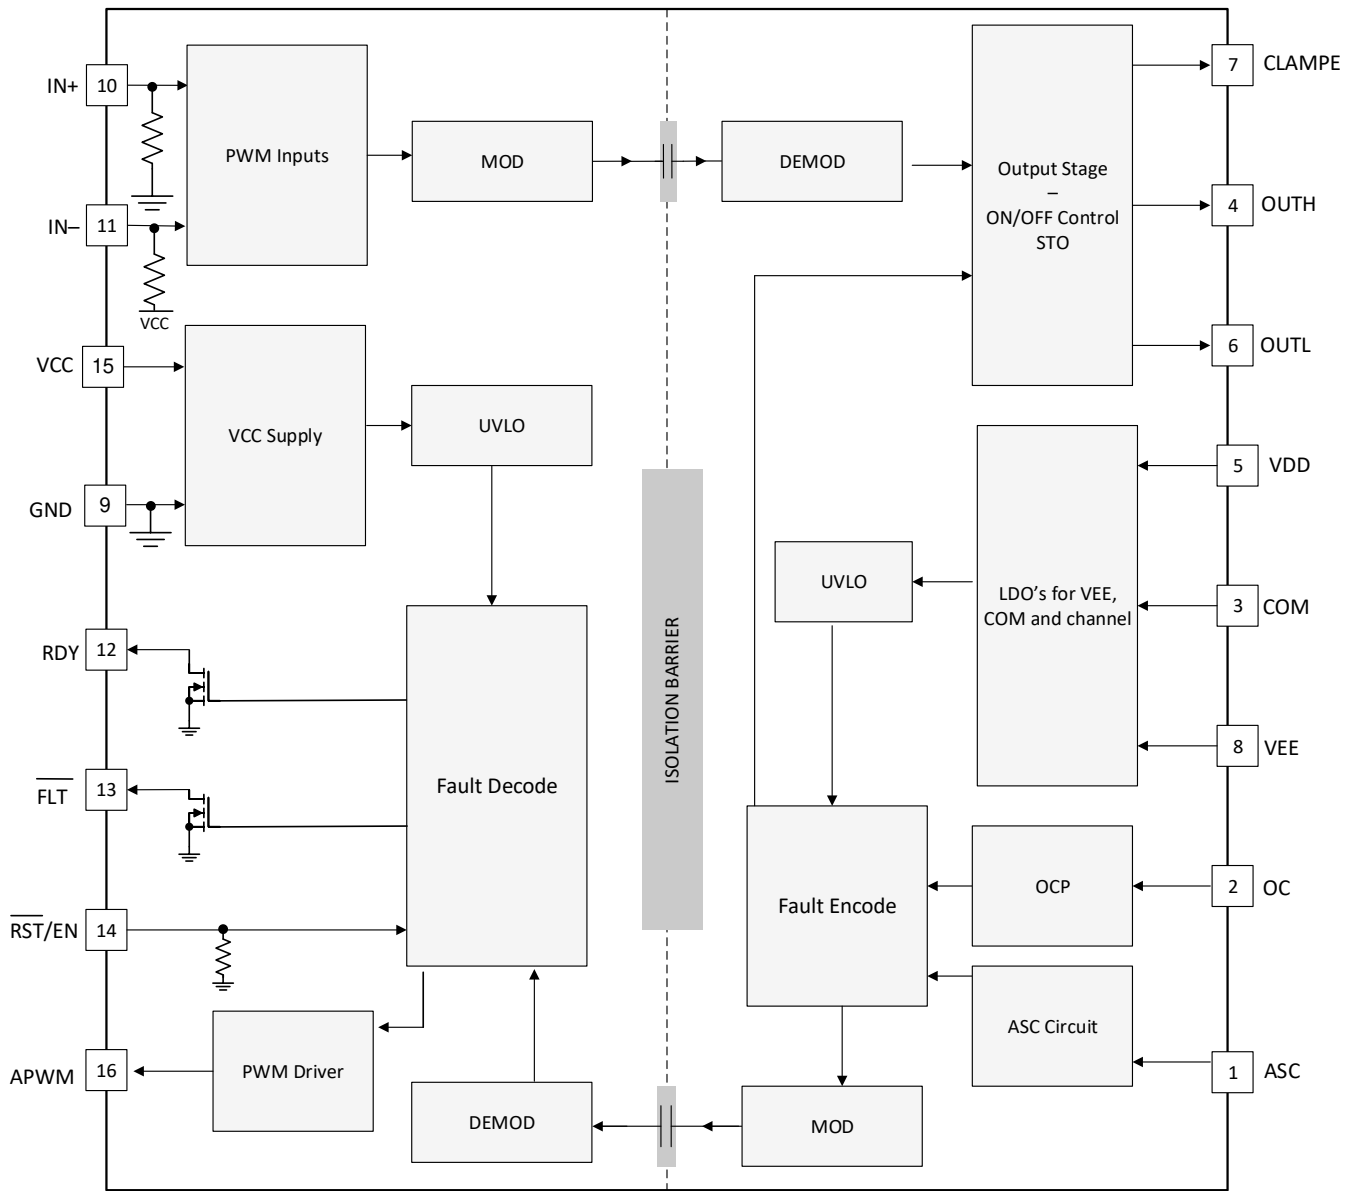 IN+
10
PWM Inputs
MOD
DEMOD
Output Stage
–
ON/OFF Control
STO
7
CLAMPE
4
OUTH
6
OUTL
IN–
11
VCC
VCC
15
VCC Supply
UVLO
GND
9
5
VDD
UVLO
LDO's for VEE,
COM and channel
3
COM
8
VEE
ISOLATION BARRIER
RDY
12
FLT
13
Fault Decode
RST/EN
14
Fault Encode
OCP
2
OC
ASC Circuit
1
ASC
APWM
16
PWM Driver
DEMOD
MOD